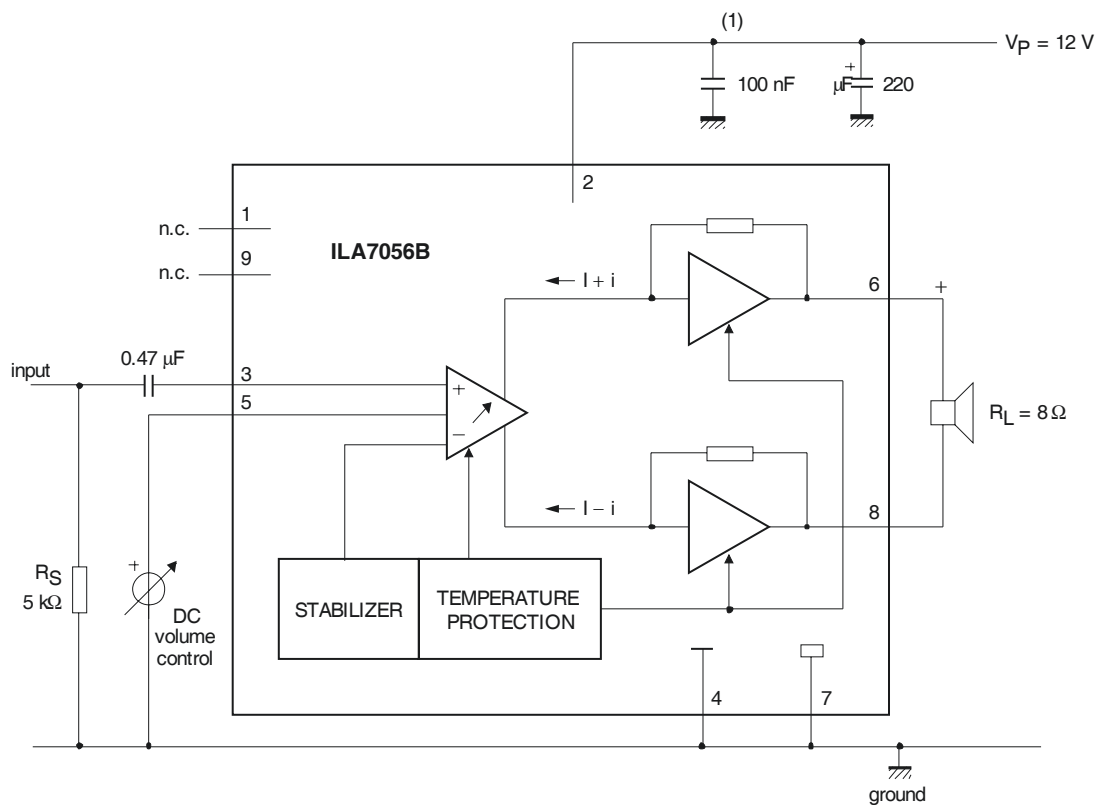 (1)
V_P = 12 V
100 nF
+
μF
220
2
1
n.c.
9
n.c.
ILA7056B
I + i
6
+
0.47 μF
input
3
5
+
−
R_L = 8 Ω
I − i
8
R_S
5 kΩ
+
DC
volume
control
STABILIZER
TEMPERATURE
PROTECTION
4
7
ground